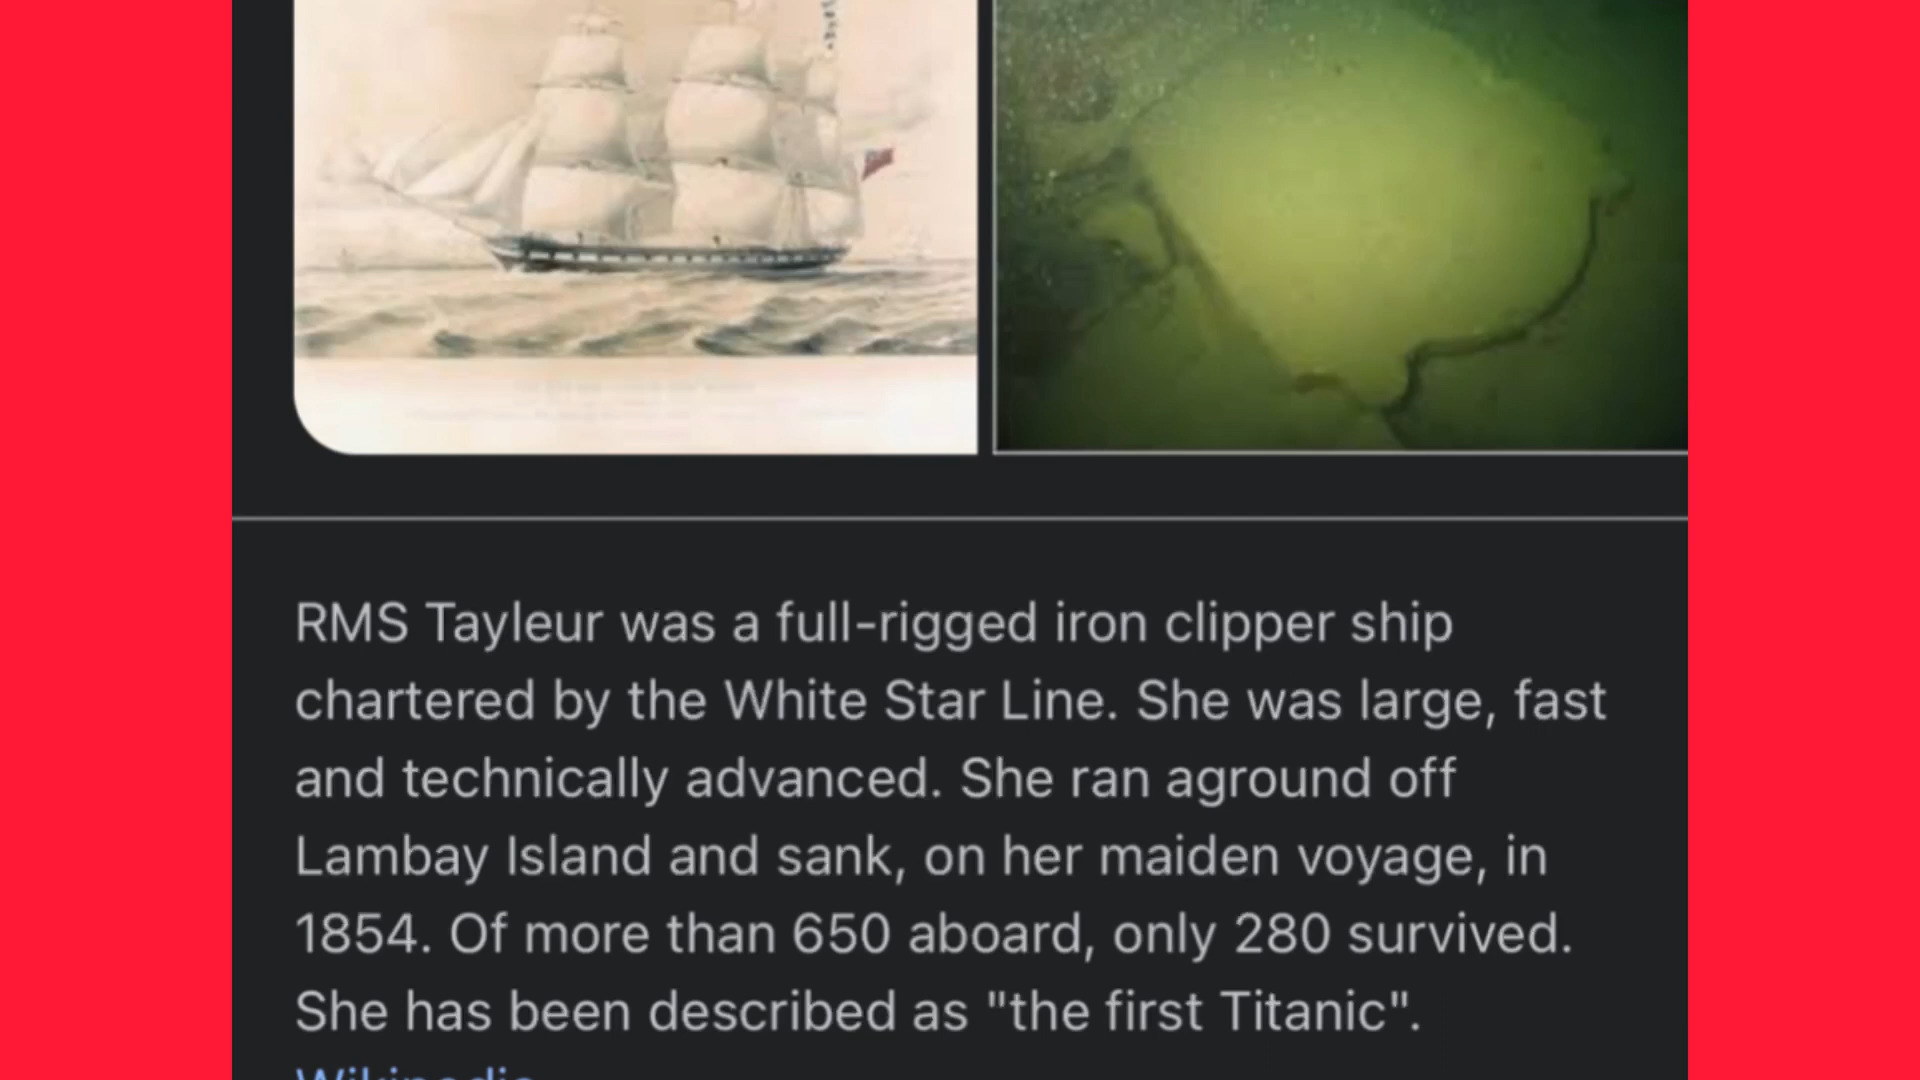 RMS Tayleur was a full-rigged iron clipper ship
chartered by the White Star Line. She was large, fast
and technically advanced. She ran aground off
Lambay Island and sank, on her maiden voyage, in
1854. Of more than 650 aboard, only 280 survived.
She has been described as "the first Titanic".
Wikipedia